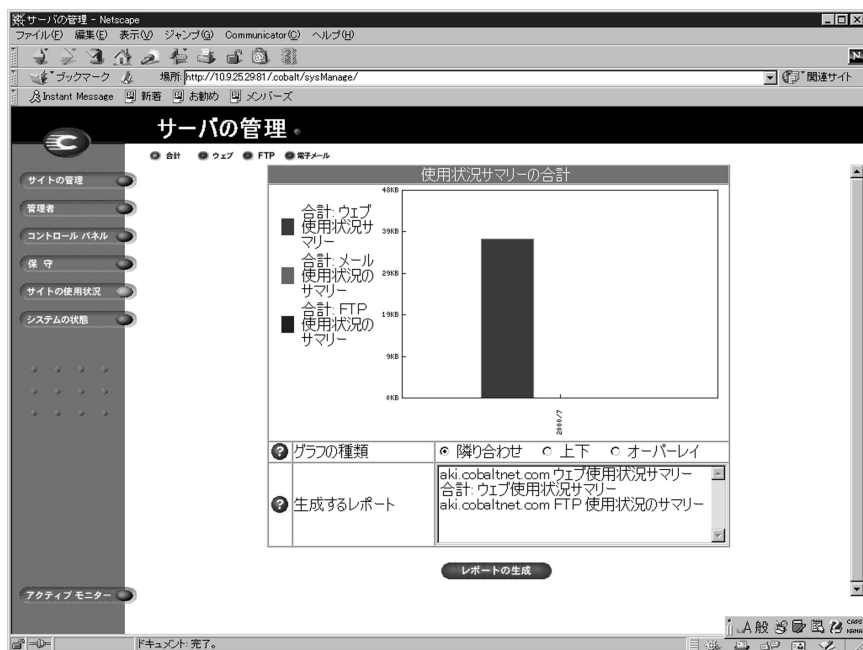 サーバの管理 - Netscape
ファイル(F) 編集(E) 表示(V) ジャンプ(G) Communicator(C) ヘルプ(H)
N
ブックマーク 場所: http://10.9.25.29:81/.cobalt/sysManage/ 関連サイト
Instant Message 新着 お勧め メンバーズ
サーバの管理
合計 ウェブ FTP 電子メール
サイトの管理
管理者
コントロール パネル
保 守
サイトの使用状況
システムの状態
アクティブ モニター
使用状況サマリーの合計
合計: ウェブ
使用状況サ
マリー
合計: メール
使用状況の
サマリー
合計: FTP
使用状況の
サマリー
48KB
39KB
29KB
19KB
9KB
0KB
2000/7
グラフの種類 隣り合わせ 上下 オーバーレイ
生成するレポート
aki.cobaltnet.com ウェブ使用状況サマリー
合計: ウェブ使用状況サマリー
aki.cobaltnet.com FTP 使用状況のサマリー
レポートの生成
A 般 CAPS
KANA
ドキュメント: 完了。